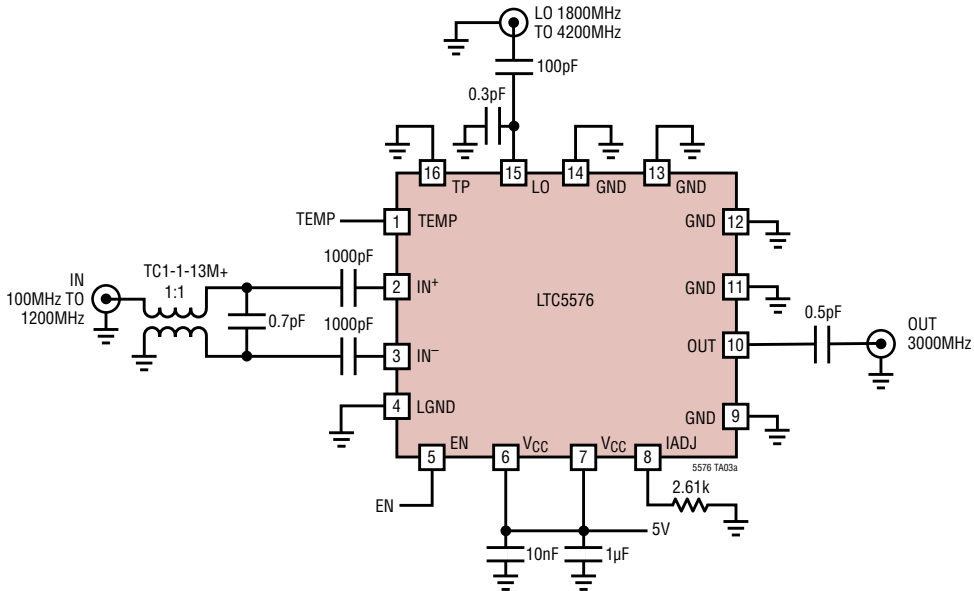 LO 1800MHz
TO 4200MHz
100pF
0.3pF
16
TP
15
LO
14
GND
13
GND
TEMP
1
TEMP
GND
12
1000pF
TC1-1-13M+
1:1
IN
100MHz TO
1200MHz
2
IN+
LTC5576
GND
11
0.7pF
1000pF
0.5pF
OUT
3000MHz
3
IN−
OUT
10
4
LGND
GND
9
EN
5
VCC
6
VCC
7
IADJ
8
5576 TA03a
2.61k
EN
5V
10nF
1µF